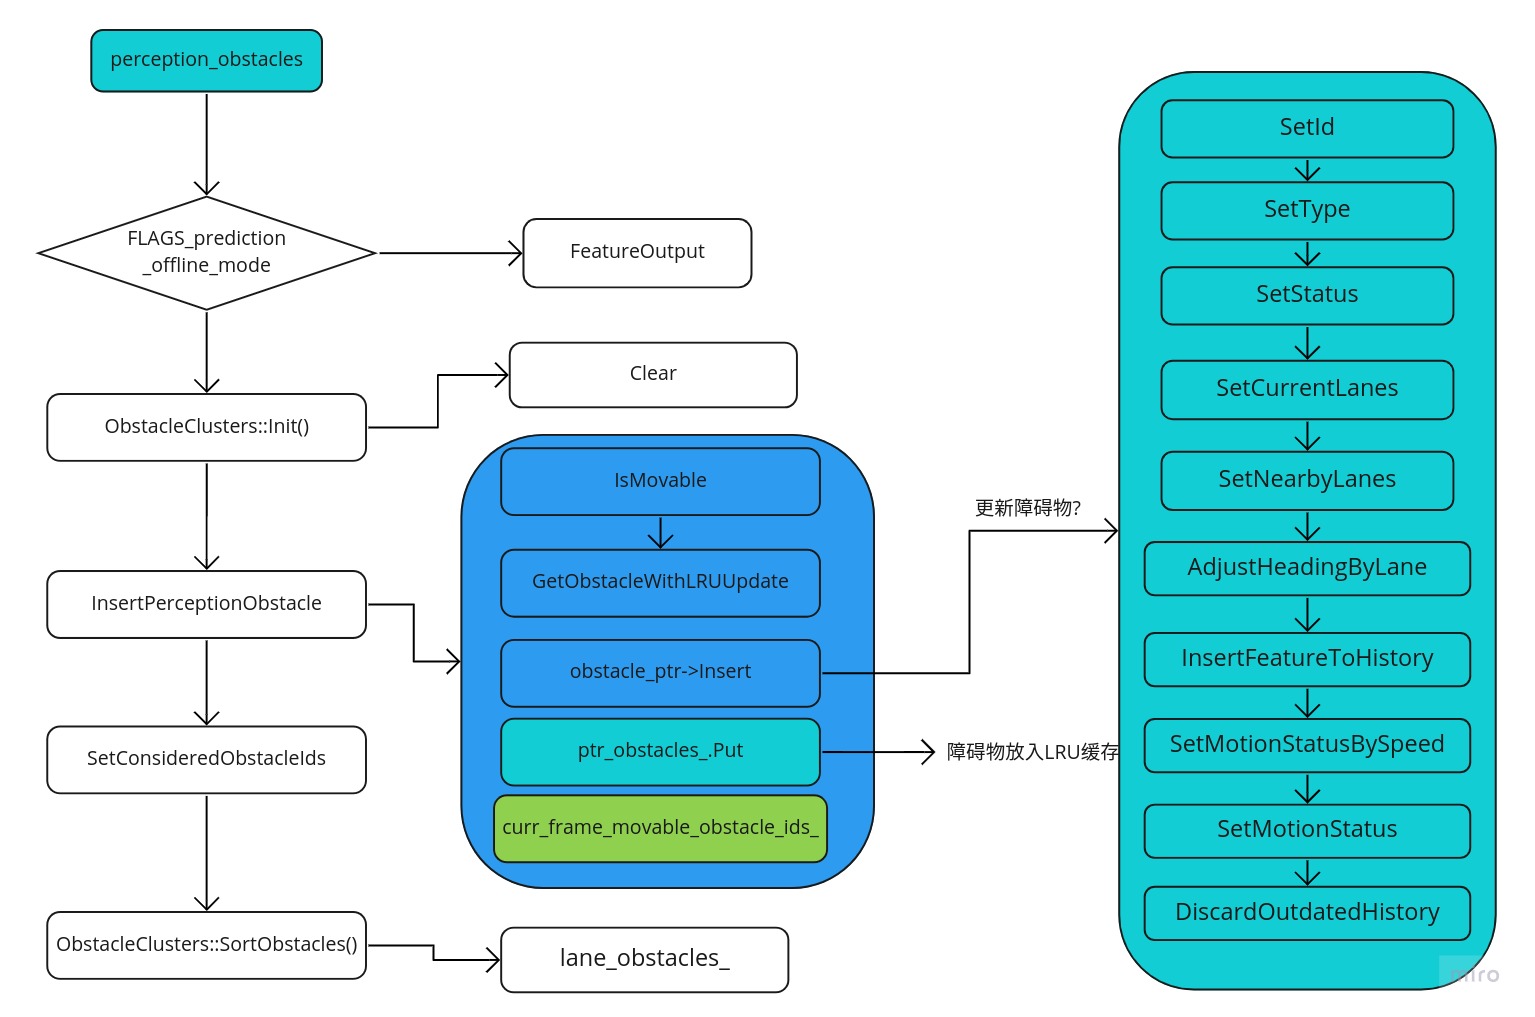 perception_obstacles
FLAGS_prediction
_offline_mode
FeatureOutput
ObstacleClusters::Init()
Clear
InsertPerceptionObstacle
IsMovable
GetObstacleWithLRUUpdate
obstacle_ptr->Insert
ptr_obstacles_.Put
curr_frame_movable_obstacle_ids_
更新障碍物?
障碍物放入LRU缓存
SetConsideredObstacleIds
ObstacleClusters::SortObstacles()
lane_obstacles_
SetId
SetType
SetStatus
SetCurrentLanes
SetNearbyLanes
AdjustHeadingByLane
InsertFeatureToHistory
SetMotionStatusBySpeed
SetMotionStatus
DiscardOutdatedHistory
miro